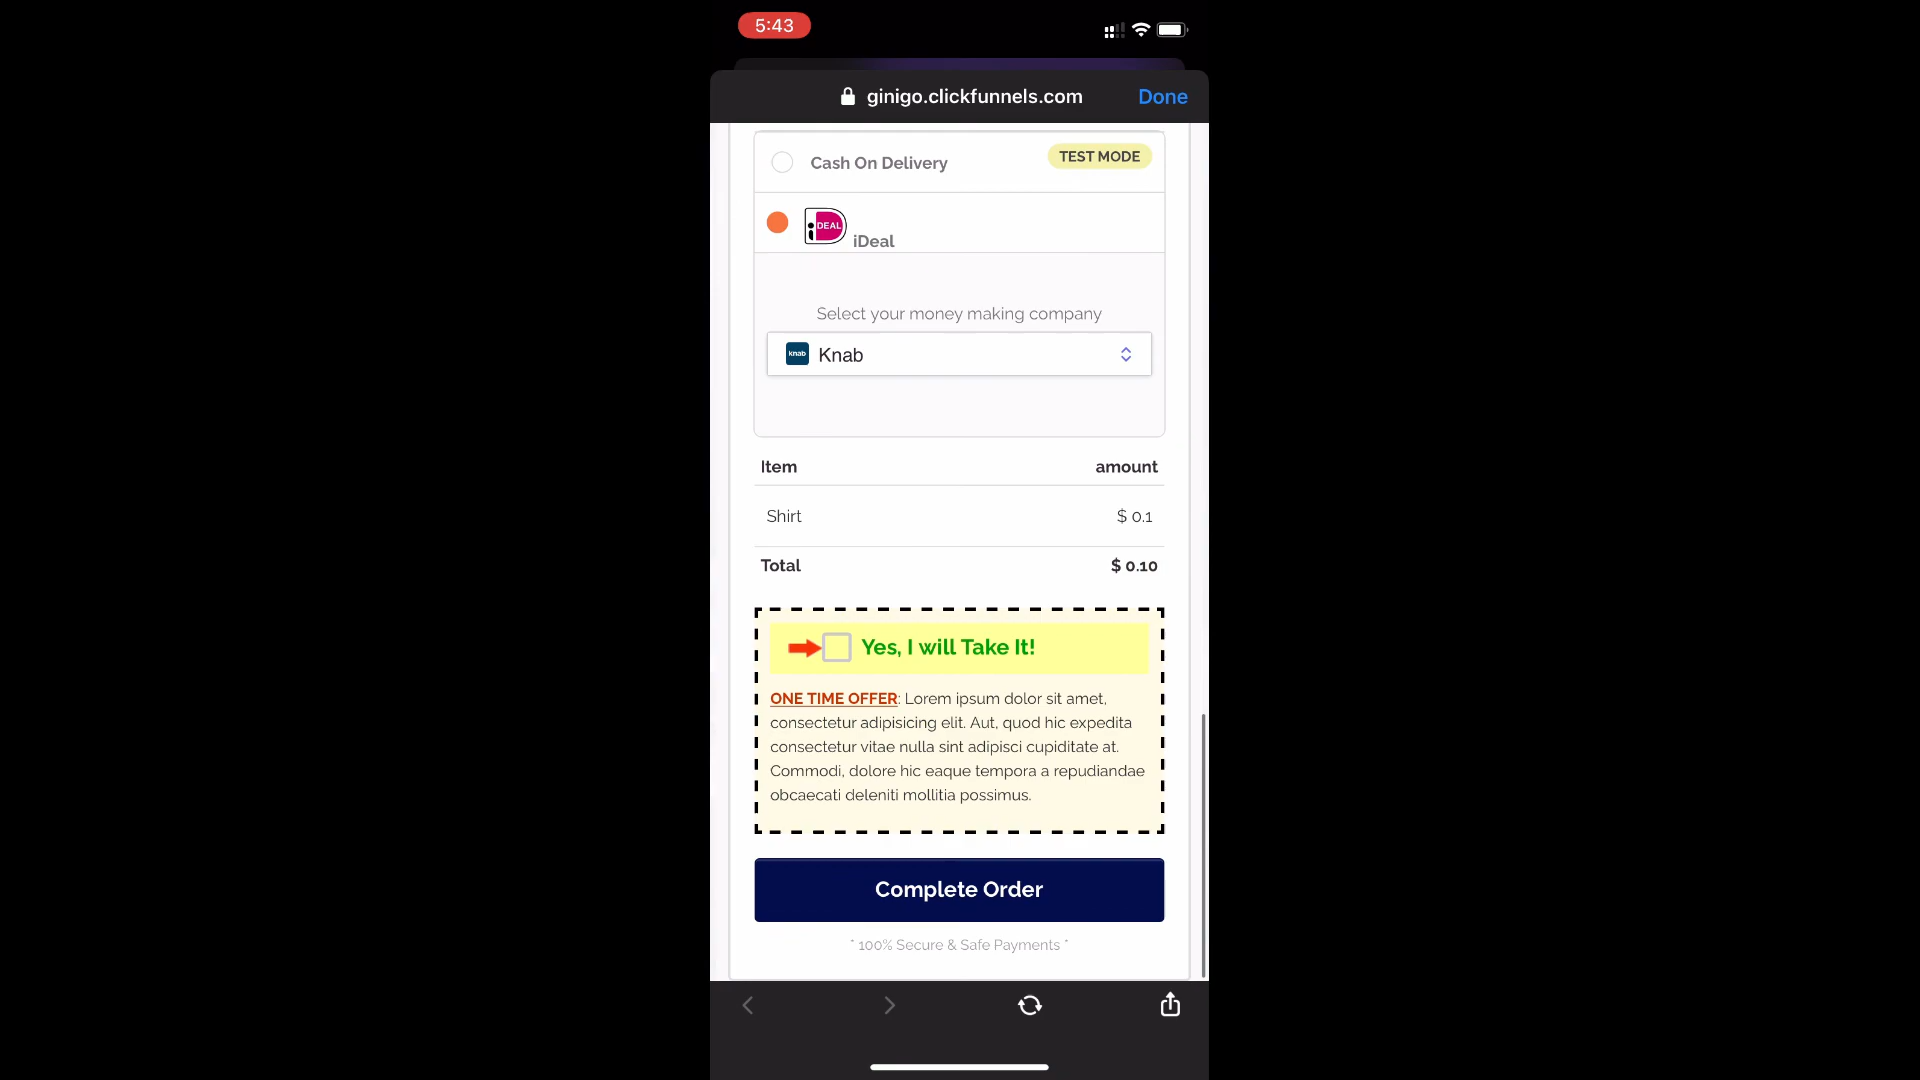 5:43
ginigo.clickfunnels.com
Done
Cash On Delivery
TEST MODE
iDEAL
iDeal
Select your money making company
knab
Knab
Item amount
Shirt $ 0.1
Total $ 0.10
Yes, I will Take It!
ONE TIME OFFER: Lorem ipsum dolor sit amet,
consectetur adipisicing elit. Aut, quod hic expedita
consectetur vitae nulla sint adipisci cupiditate at.
Commodi, dolore hic eaque tempora a repudiandae
obcaecati deleniti mollitia possimus.
Complete Order
* 100% Secure & Safe Payments *